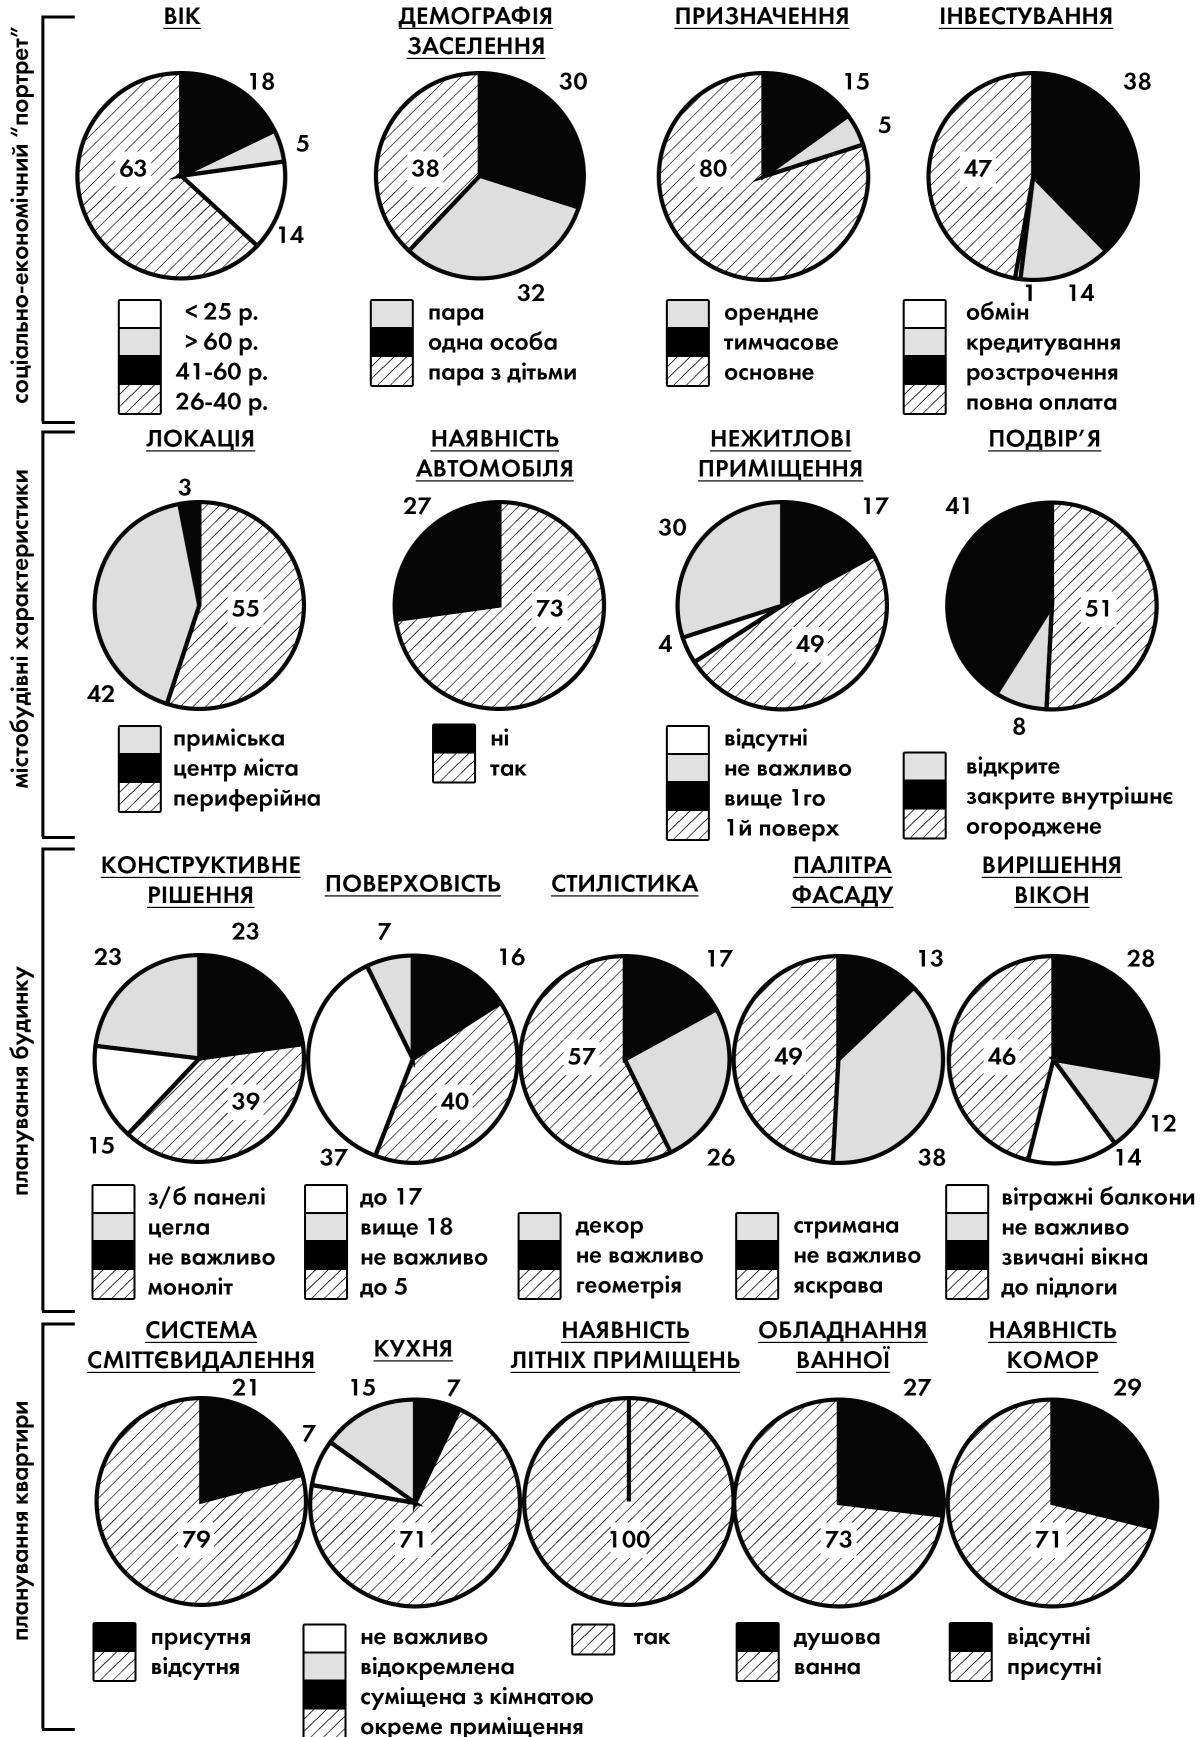 соціально-економічний "портрет"
ВІК
18
5
63
14
< 25 р.
> 60 р.
41-60 р.
26-40 р.
ДЕМОГРАФІЯ
ЗАСЕЛЕННЯ
30
38
32
пара
одна особа
пара з дітьми
ПРИЗНАЧЕННЯ
15
5
80
орендне
тимчасове
основне
ІНВЕСТУВАННЯ
38
47
1
14
обмін
кредитування
розстрочення
повна оплата
містобудівні характеристики
ЛОКАЦІЯ
3
55
42
приміська
центр міста
периферійна
НАЯВНІСТЬ
АВТОМОБІЛЯ
27
73
ні
так
НЕЖИТЛОВІ
ПРИМІЩЕННЯ
17
30
4
49
відсутні
не важливо
вище 1го
1й поверх
ПОДВІР’Я
41
51
8
відкрите
закрите внутрішнє
огороджене
планування будинку
КОНСТРУКТИВНЕ
РІШЕННЯ
23
23
39
15
з/б панелі
цегла
не важливо
моноліт
ПОВЕРХОВІСТЬ
7
16
40
37
до 17
вище 18
не важливо
до 5
СТИЛІСТИКА
17
57
26
декор
не важливо
геометрія
ПАЛІТРА
ФАСАДУ
13
49
38
стримана
не важливо
яскрава
ВИРІШЕННЯ
ВІКОН
28
46
12
14
вітражні балкони
не важливо
звичані вікна
до підлоги
планування квартири
СИСТЕМА
СМІТТЄВИДАЛЕННЯ
21
79
присутня
відсутня
КУХНЯ
15
7
7
71
не важливо
відокремлена
суміщена з кімнатою
окреме приміщення
НАЯВНІСТЬ
ЛІТНІХ ПРИМІЩЕНЬ
100
так
ОБЛАДНАННЯ
ВАННОЇ
27
73
душова
ванна
НАЯВНІСТЬ
КОМОР
29
71
відсутні
присутні